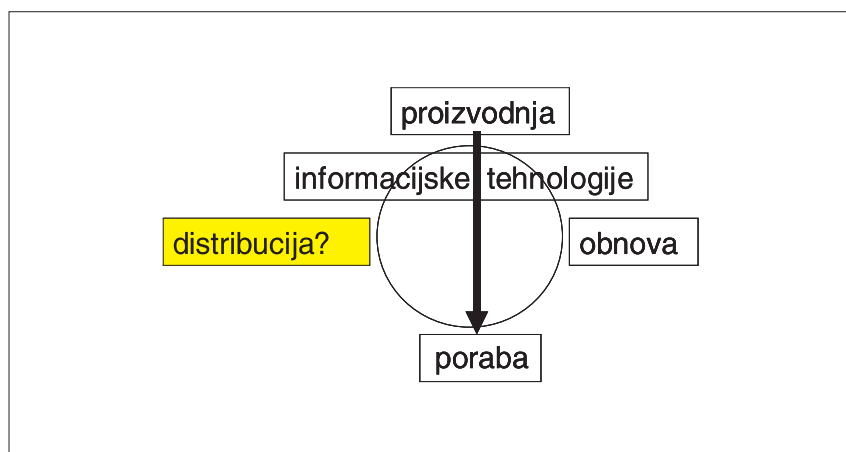 proizvodnja
informacijske tehnologije
distribucija?
obnova
poraba